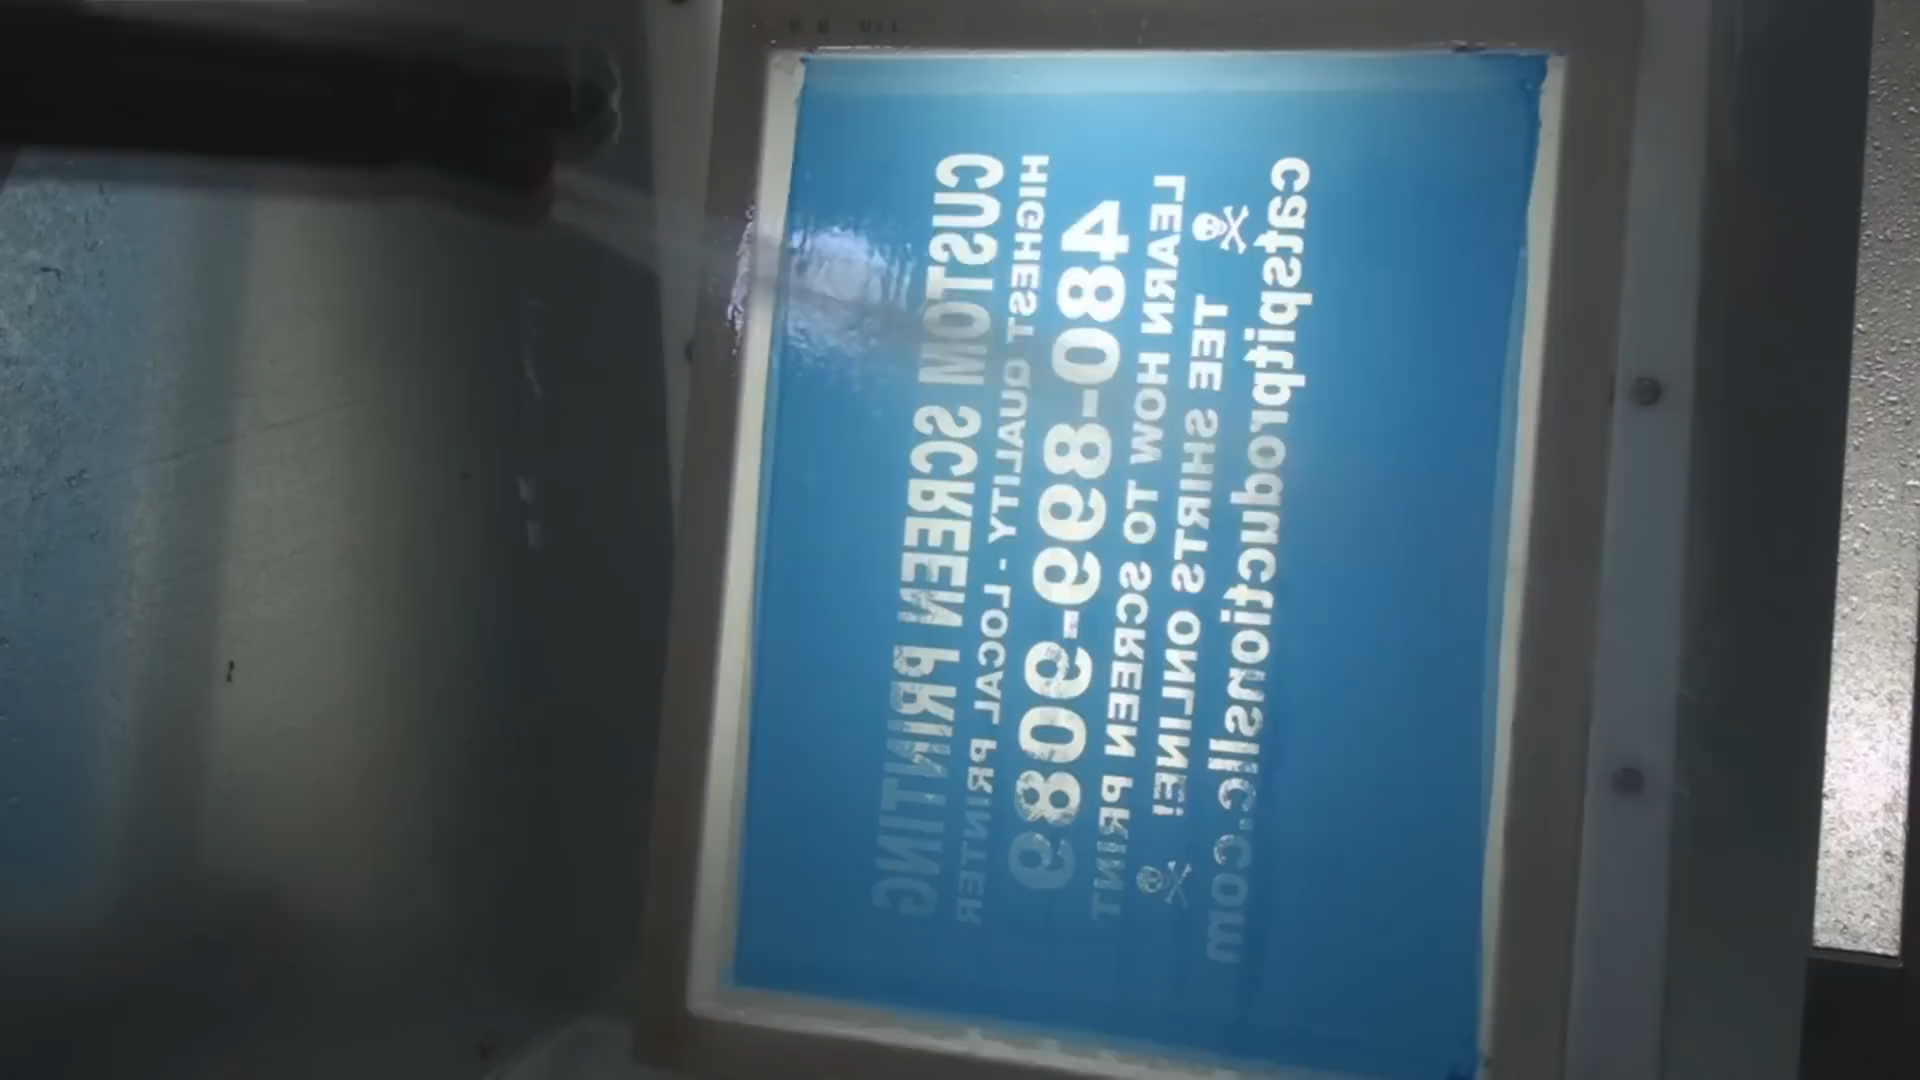 CUSTOM SCREEN PRINTING
HIGHEST QUALITY - LOCAL PRINTER
480-899-9089
LEARN HOW TO SCREEN PRINT
TEE SHIRTS ONLINE!
catspitproductionsllc.com